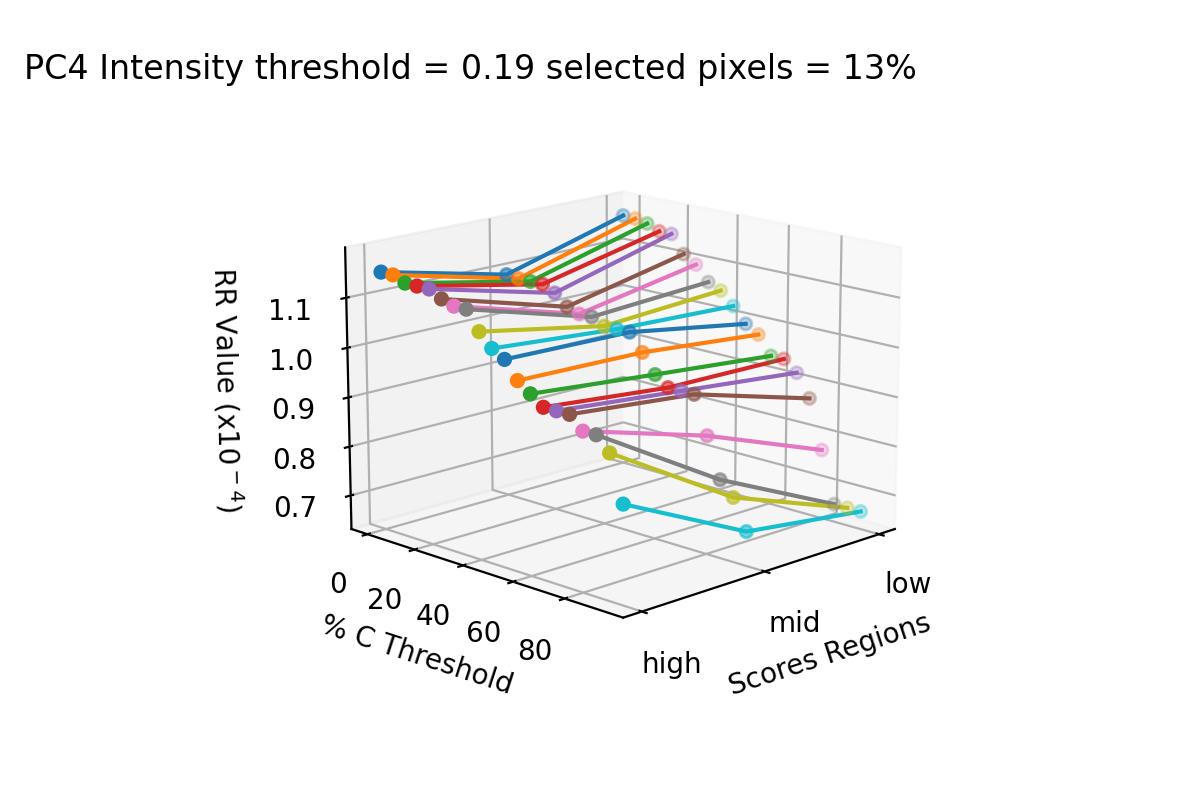 PC4 Intensity threshold = 0.19 selected pixels = 13%
RR Value (x10⁻⁴)
1.1
1.0
0.9
0.8
0.7
0
20
40
60
80
% C Threshold
high
mid
low
Scores Regions